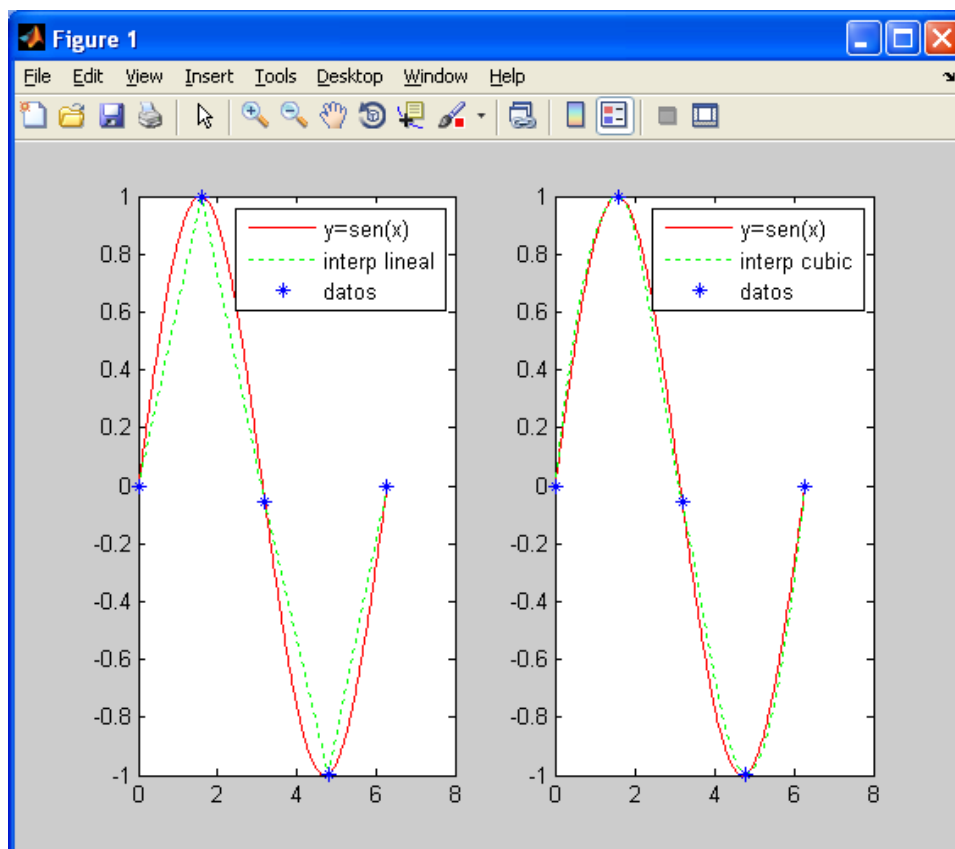 Figure 1
File Edit View Insert Tools Desktop Window Help
1
0.8
0.6
0.4
0.2
0
-0.2
-0.4
-0.6
-0.8
-1
0 2 4 6 8
y=sen(x)
interp lineal
datos
1
0.8
0.6
0.4
0.2
0
-0.2
-0.4
-0.6
-0.8
-1
0 2 4 6 8
y=sen(x)
interp cubic
datos